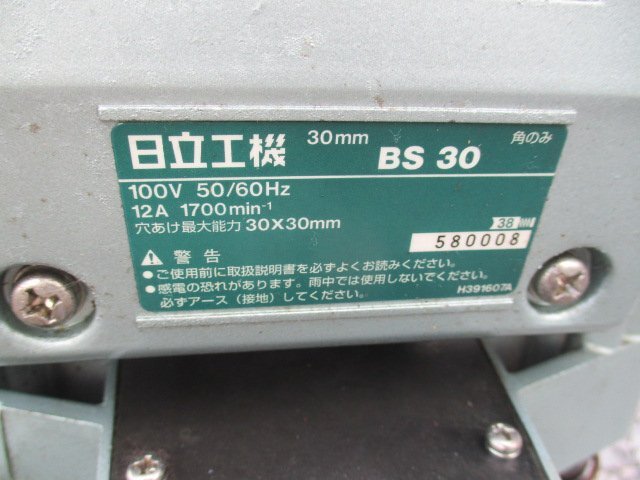 日立工機 30mm BS 30 角のみ
100V 50/60Hz
12A 1700min⁻¹
穴あけ最大能力 30X30mm
38
580008
⚠ 警告
●ご使用前に取扱説明書を必ずよくお読みください。
●感電の恐れがあります。雨中では使用しないでください。
必ずアース（接地）してください。
H391607A